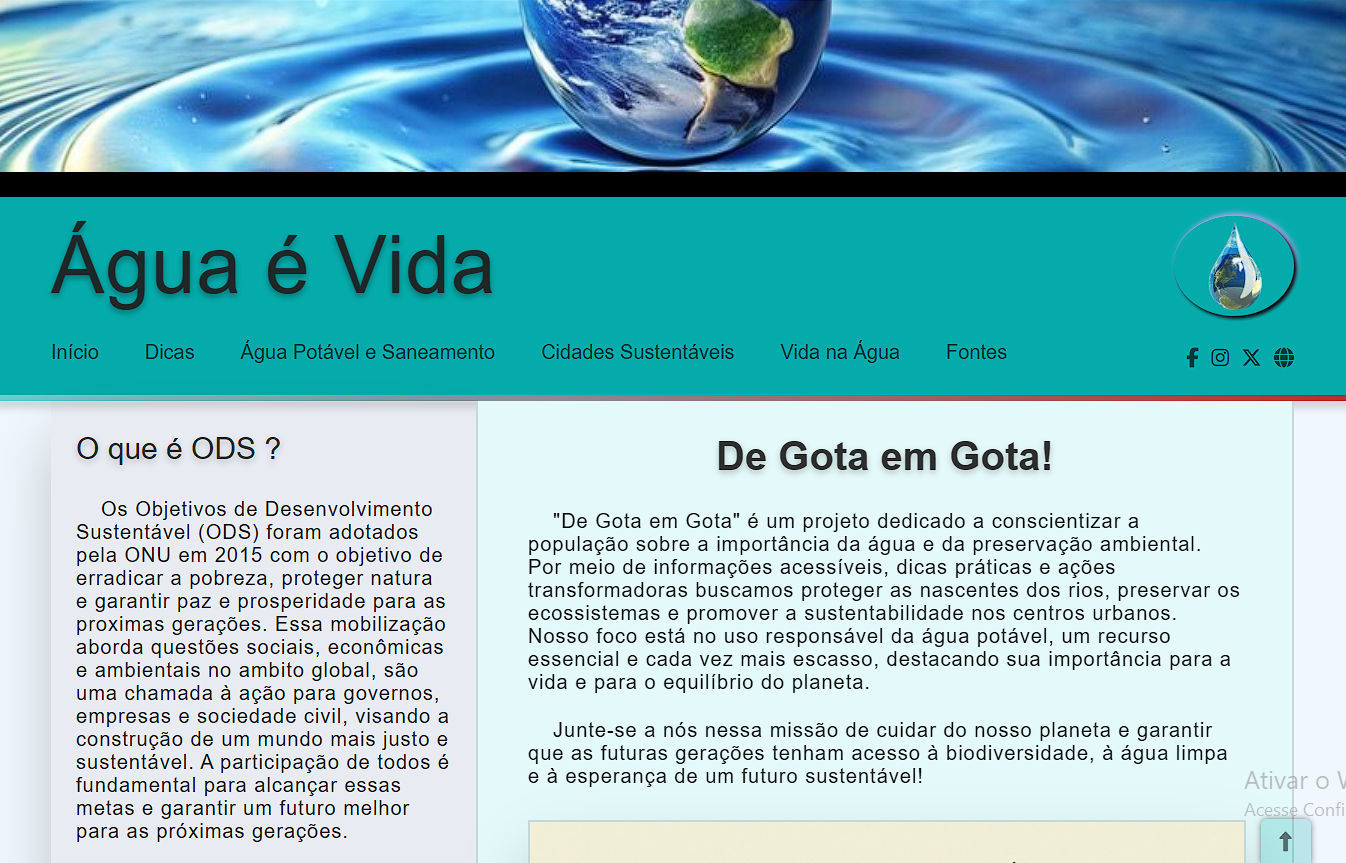 Água é Vida
Início Dicas Água Potável e Saneamento Cidades Sustentáveis Vida na Água Fontes
O que é ODS ?
Os Objetivos de Desenvolvimento
Sustentável (ODS) foram adotados
pela ONU em 2015 com o objetivo de
erradicar a pobreza, proteger natura
e garantir paz e prosperidade para as
proximas gerações. Essa mobilização
aborda questões sociais, econômicas
e ambientais no ambito global, são
uma chamada à ação para governos,
empresas e sociedade civil, visando a
construção de um mundo mais justo e
sustentável. A participação de todos é
fundamental para alcançar essas
metas e garantir um futuro melhor
para as próximas gerações.
De Gota em Gota!
"De Gota em Gota" é um projeto dedicado a conscientizar a
população sobre a importância da água e da preservação ambiental.
Por meio de informações acessíveis, dicas práticas e ações
transformadoras buscamos proteger as nascentes dos rios, preservar os
ecossistemas e promover a sustentabilidade nos centros urbanos.
Nosso foco está no uso responsável da água potável, um recurso
essencial e cada vez mais escasso, destacando sua importância para a
vida e para o equilíbrio do planeta.
Junte-se a nós nessa missão de cuidar do nosso planeta e garantir
que as futuras gerações tenham acesso à biodiversidade, à água limpa
e à esperança de um futuro sustentável!
Ativar o
Acesse